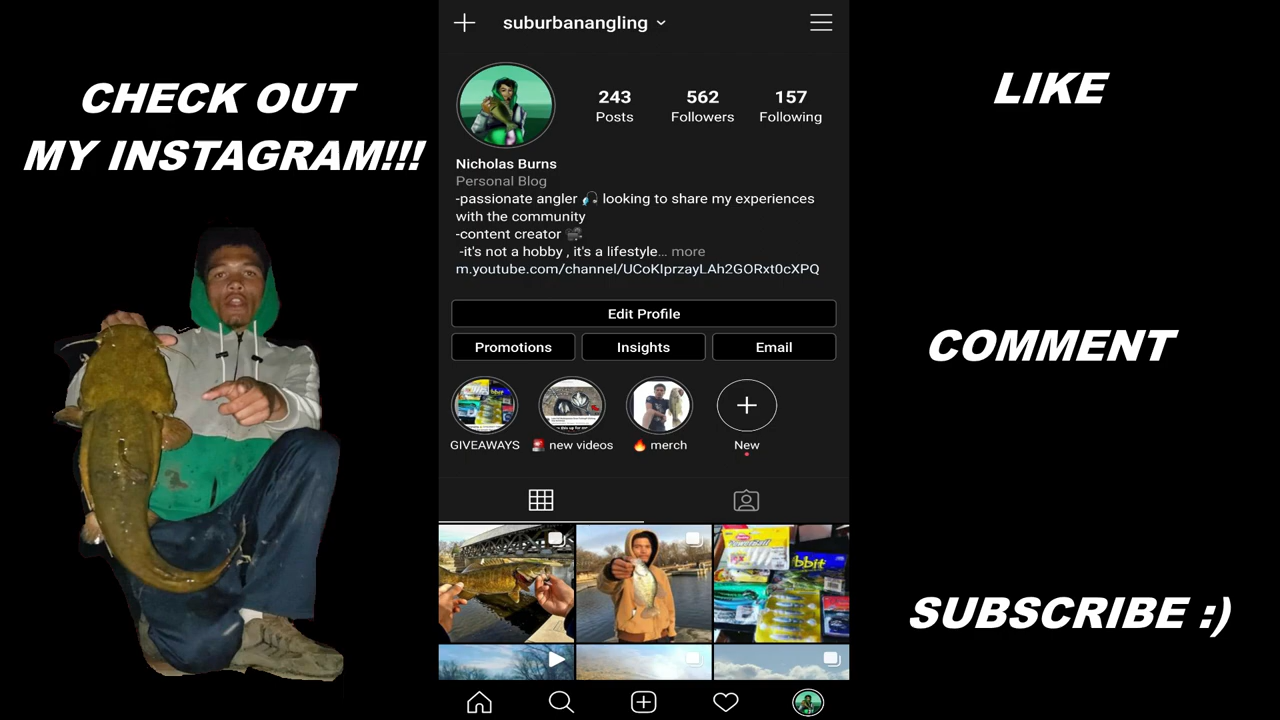 CHECK OUT
MY INSTAGRAM!!!
suburbanangling
243
Posts
562
Followers
157
Following
Nicholas Burns
Personal Blog
-passionate angler 🎣 looking to share my experiences
with the community
-content creator 🎥
-it's not a hobby , it's a lifestyle... more
m.youtube.com/channel/UCoKIprzayLAh2GORxt0cXPQ
Edit Profile
Promotions
Insights
Email
GIVEAWAYS
🚨 new videos
🔥 merch
New
LIKE
COMMENT
SUBSCRIBE :)